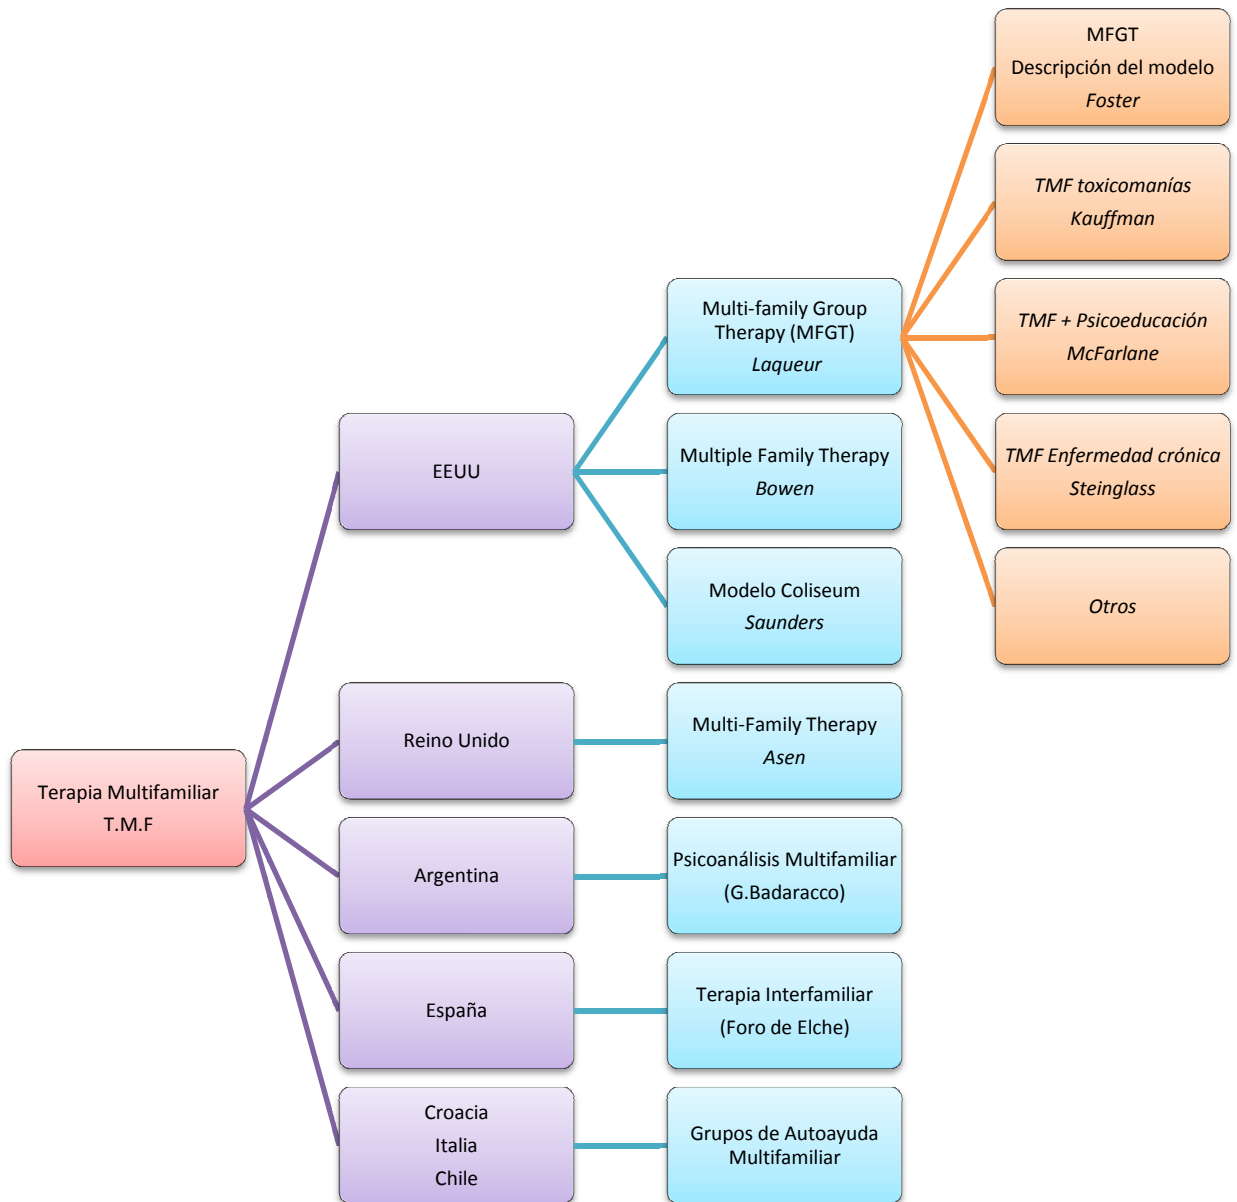 Terapia Multifamiliar
T.M.F
EEUU
Reino Unido
Argentina
España
Croacia
Italia
Chile
Multi-family Group
Therapy (MFGT)
Laqueur
Multiple Family Therapy
Bowen
Modelo Coliseum
Saunders
Multi-Family Therapy
Asen
Psicoanálisis Multifamiliar
(G.Badaracco)
Terapia Interfamiliar
(Foro de Elche)
Grupos de Autoayuda
Multifamiliar
MFGT
Descripción del modelo
Foster
TMF toxicomanías
Kauffman
TMF + Psicoeducación
McFarlane
TMF Enfermedad crónica
Steinglass
Otros